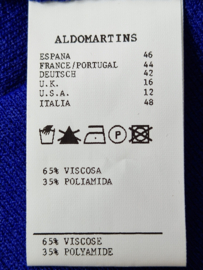 ALDOMARTINS
ESPANA 46
FRANCE/PORTUGAL 44
DEUTSCH 42
U.K. 16
U.S.A. 12
ITALIA 48
P
65% VISCOSA
35% POLIAMIDA
65% VISCOSE
35% POLYAMIDE